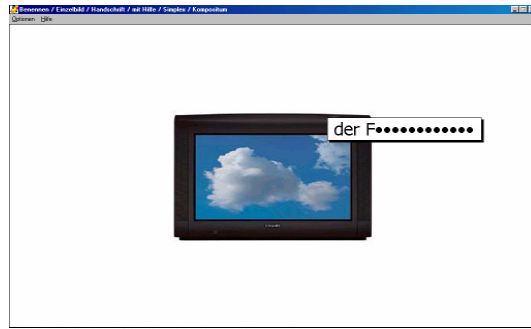 Benennen / Einzelbild / Handschrift / mit Hilfe / Simplex / Kompositum
Optionen Hilfe
der F••••••••••••